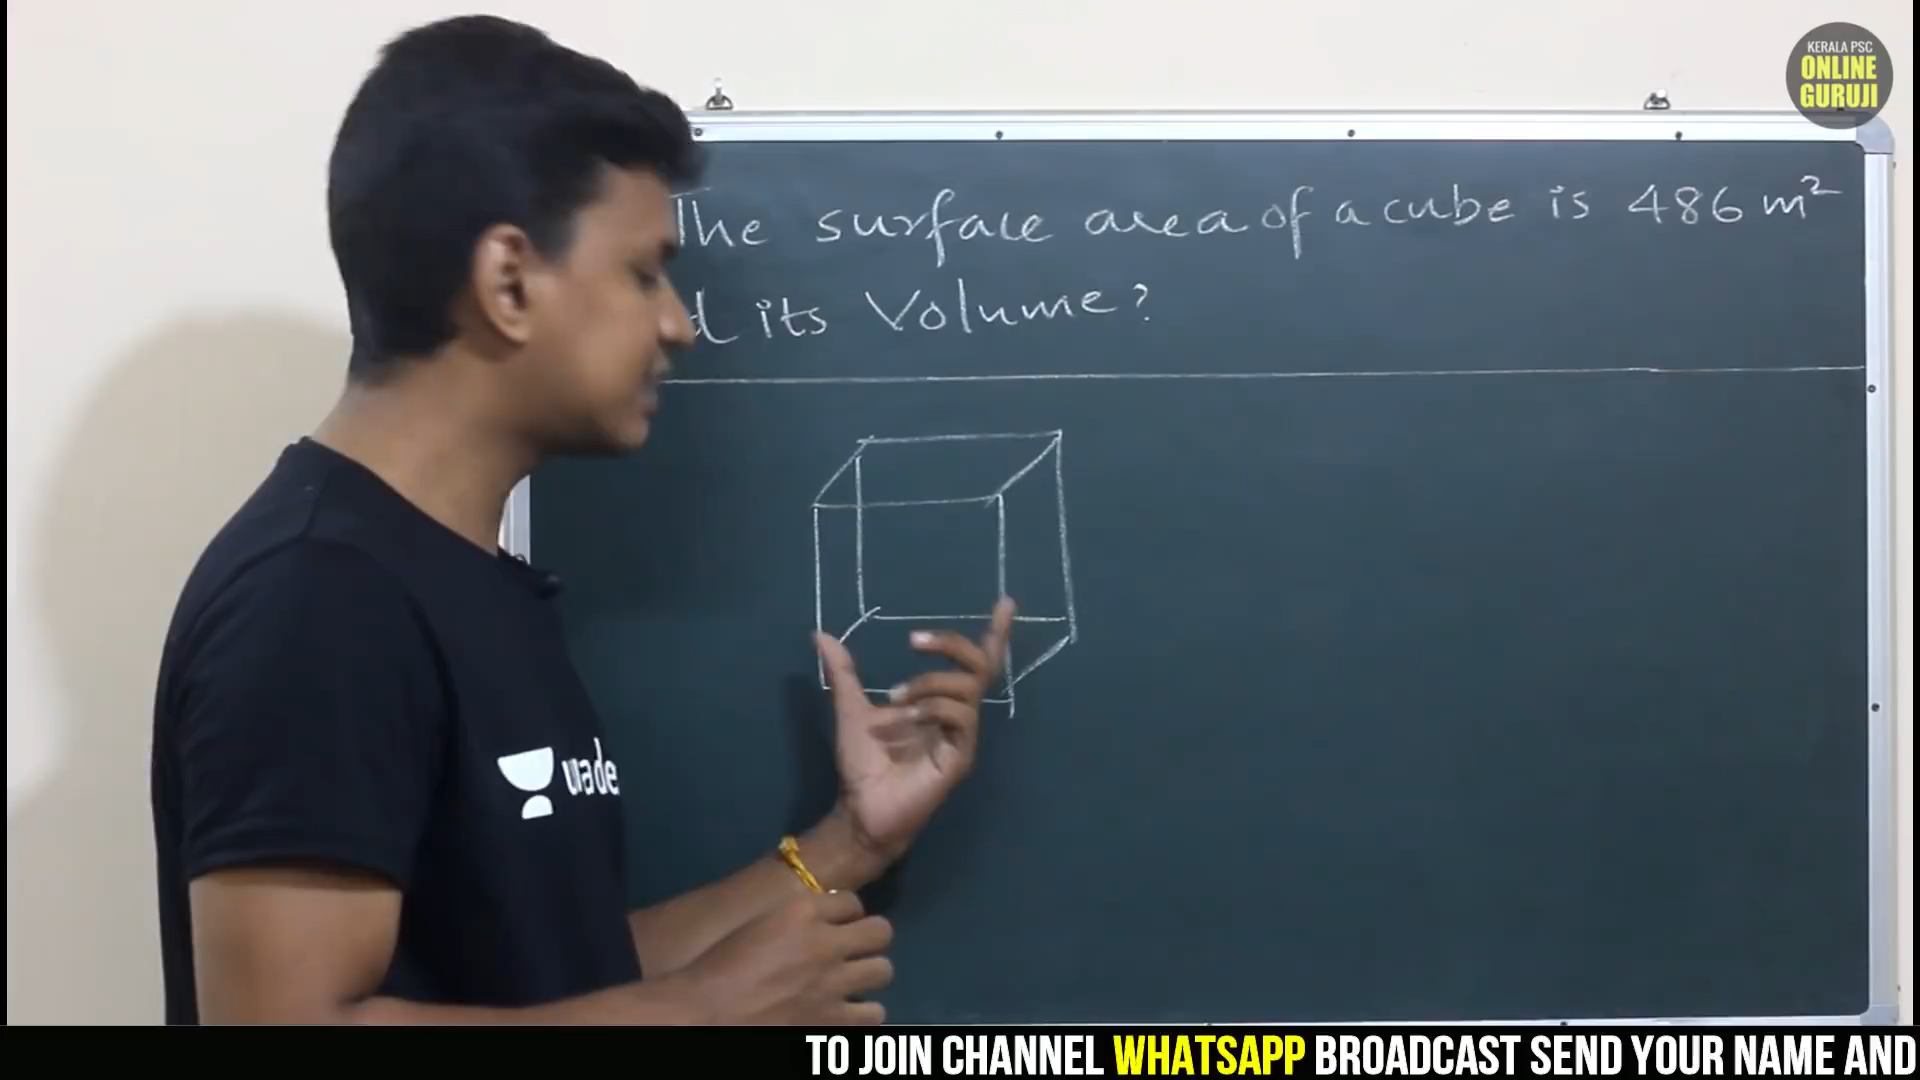 KERALA PSC
ONLINE
GURUJI
The surface area of a cube is 486 m²
d its Volume?
unade
TO JOIN CHANNEL WHATSAPP BROADCAST SEND YOUR NAME AND